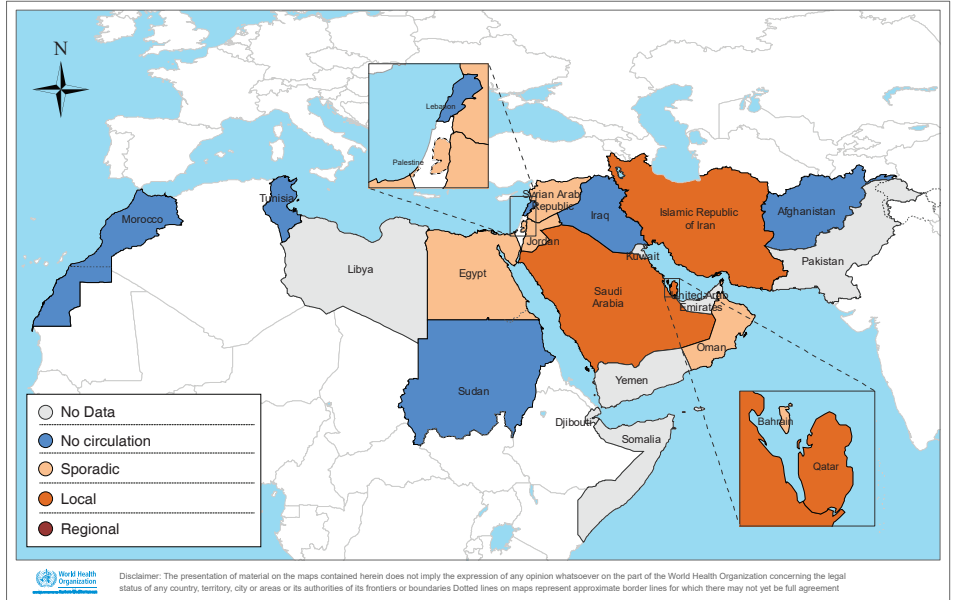 N
Lebanon
Palestine
Tunisia
Morocco
Syrian Arab
Republic
Iraq
Islamic Republic
of Iran
Afghanistan
Jordan
Kuwait
Pakistan
Libya
Egypt
Saudi
Arabia
United Arab
Emirates
Oman
Sudan
Yemen
Djibouti
Somalia
Bahrain
Qatar
No Data
No circulation
Sporadic
Local
Regional
World Health
Organization
Disclaimer: The presentation of material on the maps contained herein does not imply the expression of any opinion whatsoever on the part of the World Health Organization concerning the legal
status of any country, territory, city or areas or its authorities of its frontiers or boundaries Dotted lines on maps represent approximate border lines for which there may not yet be full agreement